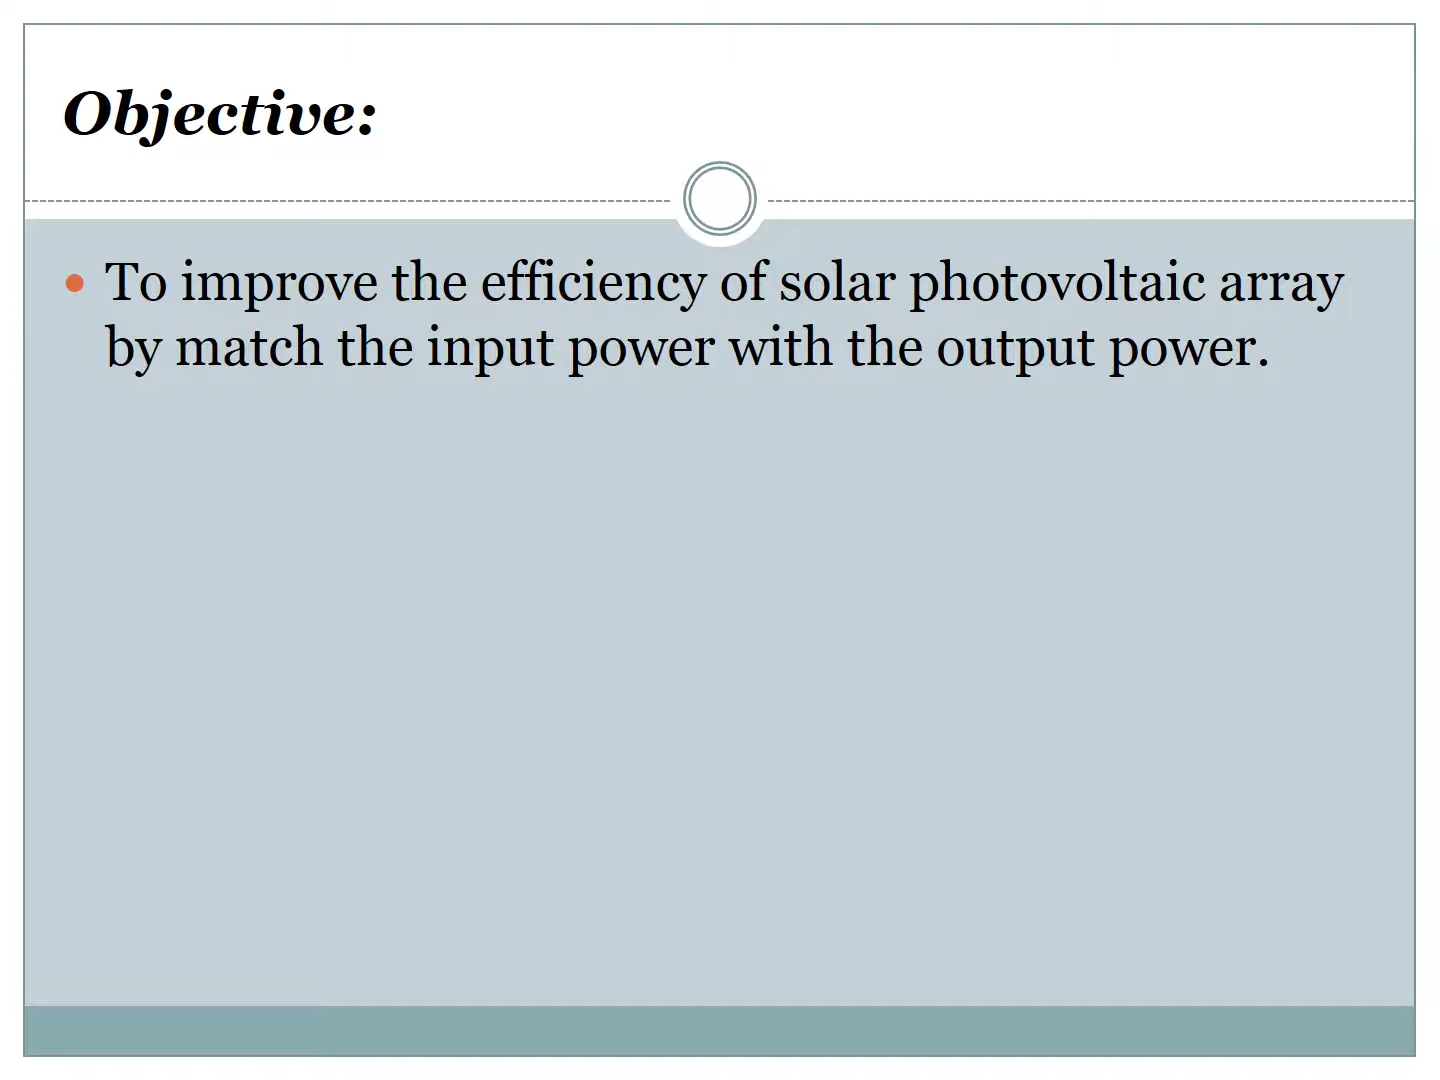 Objective:
To improve the efficiency of solar photovoltaic array
by match the input power with the output power.